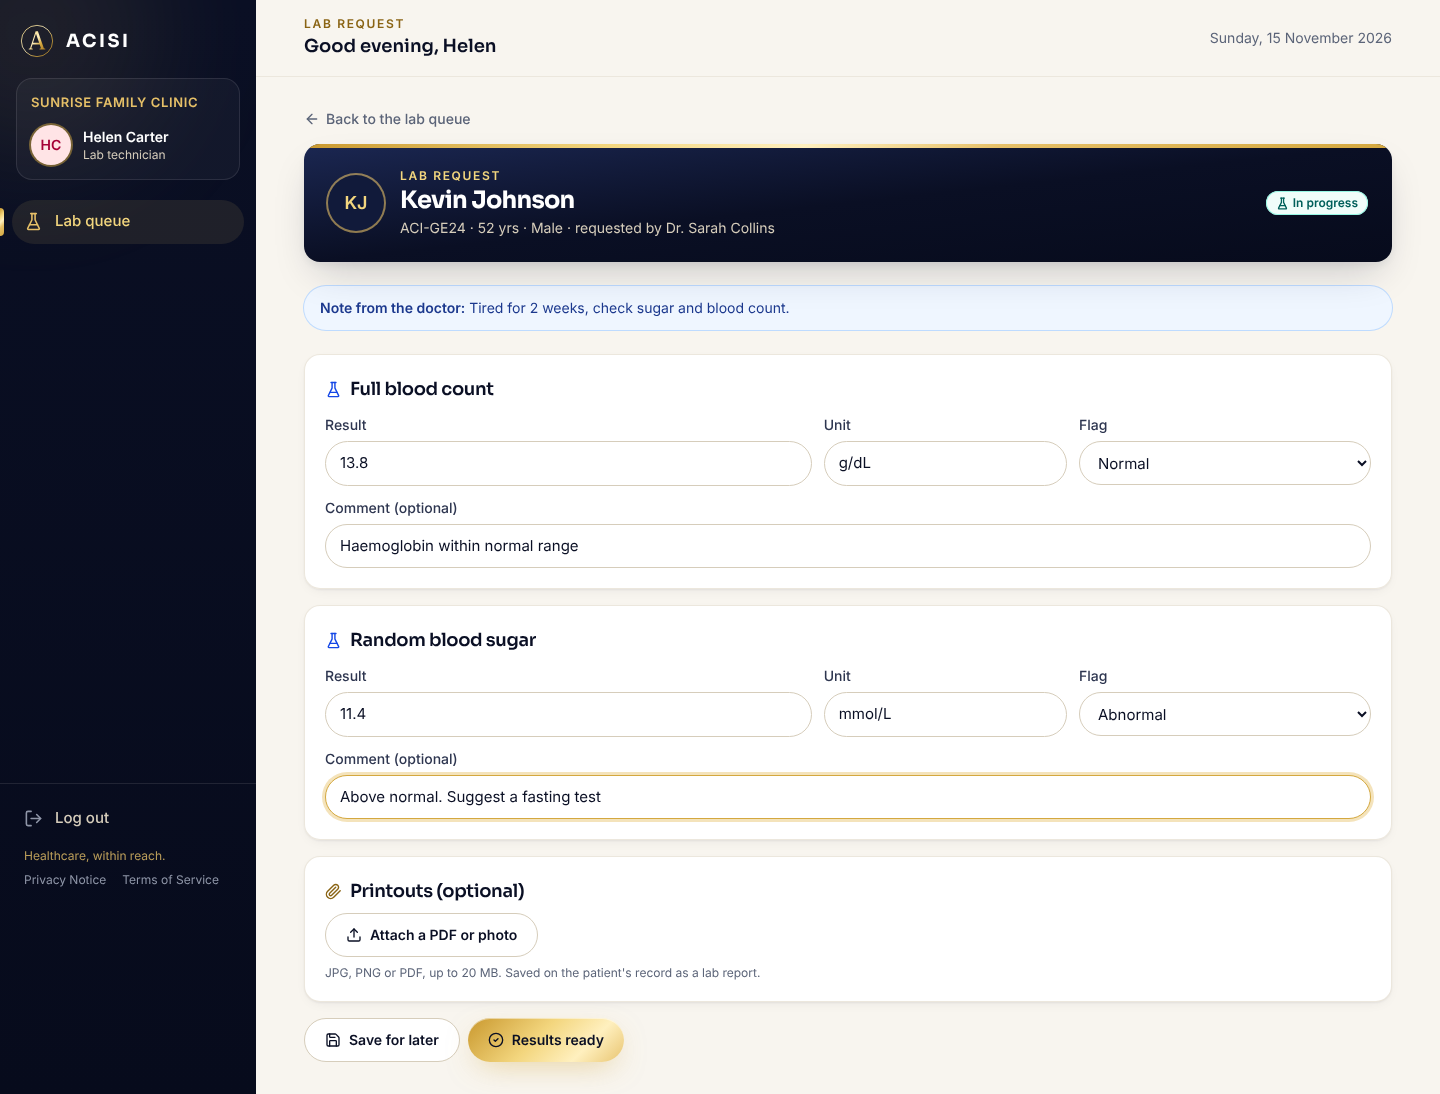 ACISI
SUNRISE FAMILY CLINIC
HC
Helen Carter
Lab technician
Lab queue
Log out
Healthcare, within reach.
Privacy Notice Terms of Service
LAB REQUEST
Good evening, Helen
Sunday, 15 November 2026
Back to the lab queue
KJ
LAB REQUEST
Kevin Johnson
ACI-GE24 · 52 yrs · Male · requested by Dr. Sarah Collins
In progress
Note from the doctor: Tired for 2 weeks, check sugar and blood count.
Full blood count
Result Unit Flag
13.8 g/dL Normal
Comment (optional)
Haemoglobin within normal range
Random blood sugar
Result Unit Flag
11.4 mmol/L Abnormal
Comment (optional)
Above normal. Suggest a fasting test
Printouts (optional)
Attach a PDF or photo
JPG, PNG or PDF, up to 20 MB. Saved on the patient's record as a lab report.
Save for later Results ready